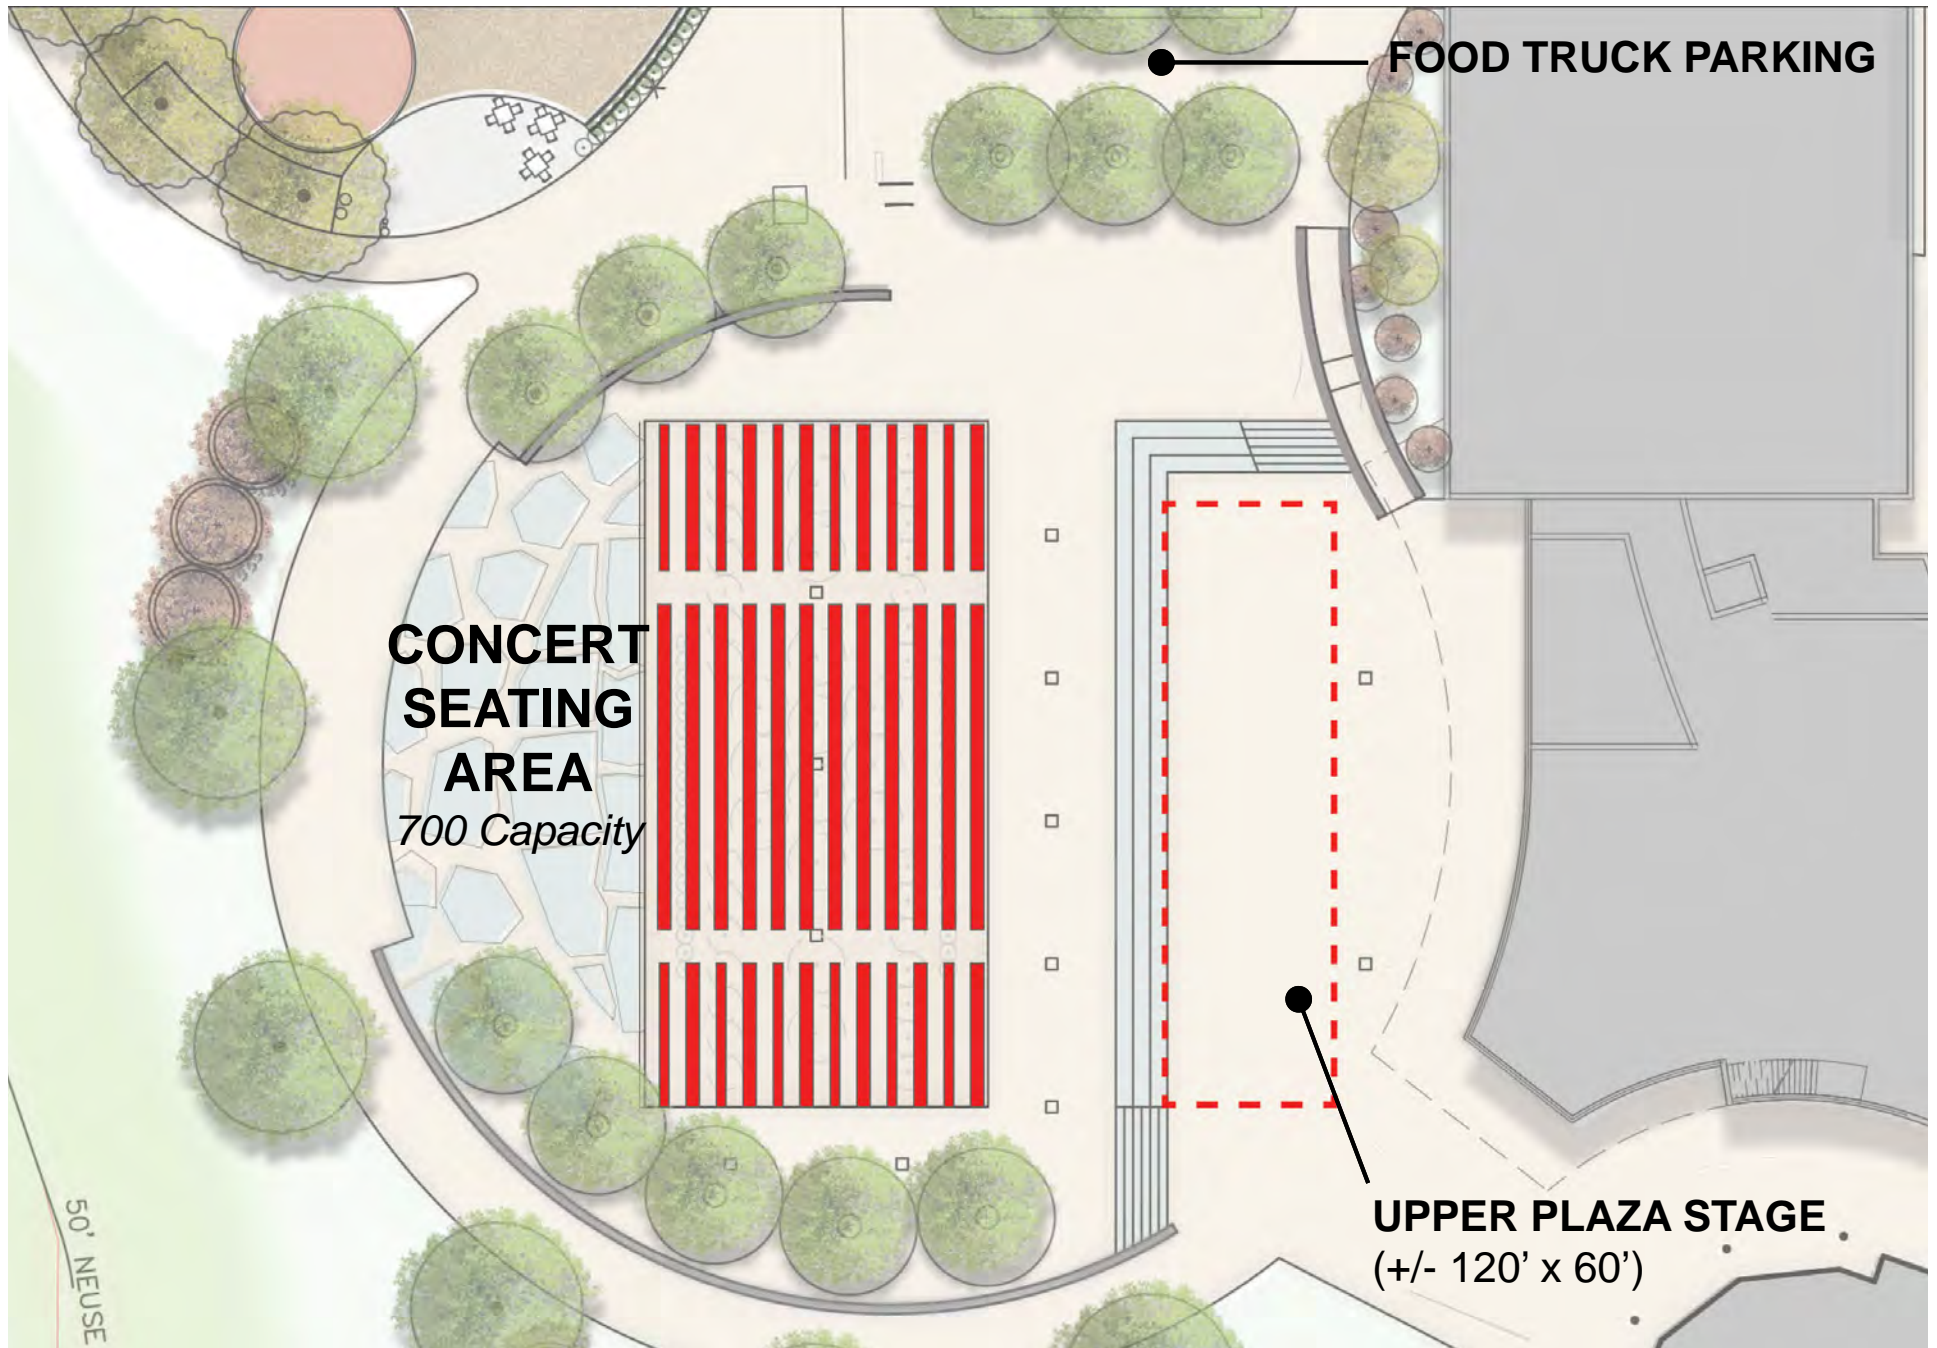 FOOD TRUCK PARKING
CONCERT
SEATING
AREA
700 Capacity
UPPER PLAZA STAGE
(+/- 120’ x 60’)
50' NEUSE